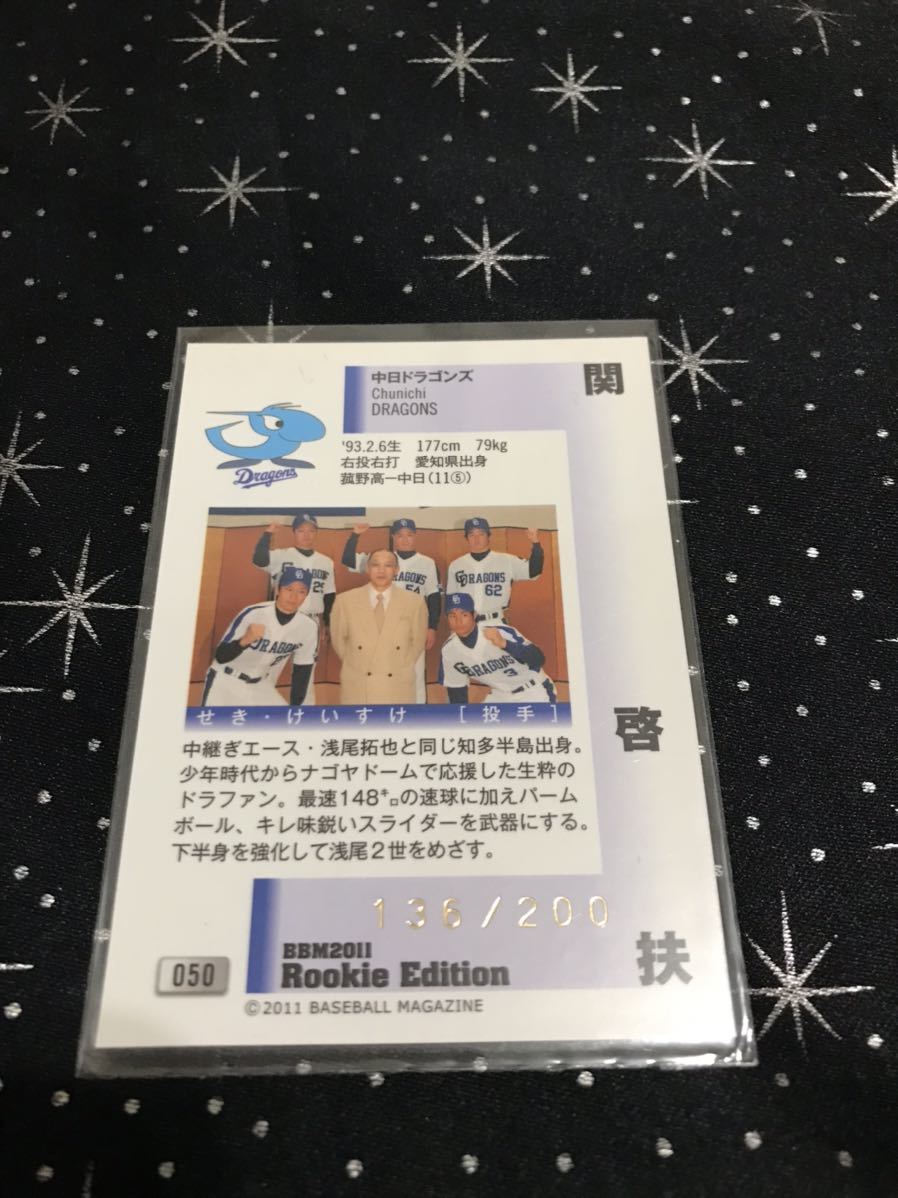 関 啓 扶
中日ドラゴンズ
Chunichi
DRAGONS
Dragons
'93.2.6生 177cm 79kg
右投右打 愛知県出身
菰野高ー中日(11⑤)
DRAGONS
DRAGONS
62
DRAGONS
DRAGONS
3
せき・けいすけ [投手]
中継ぎエース・浅尾拓也と同じ知多半島出身。
少年時代からナゴヤドームで応援した生粋の
ドラファン。最速148㌔の速球に加えパーム
ボール、キレ味鋭いスライダーを武器にする。
下半身を強化して浅尾2世をめざす。
136/200
BBM2011
Rookie Edition
050
©2011 BASEBALL MAGAZINE